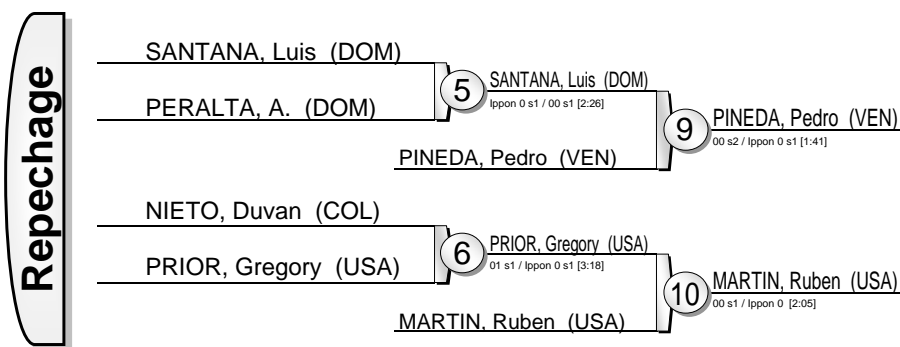 Repechage
SANTANA, Luis (DOM)
PERALTA, A. (DOM)
5
SANTANA, Luis (DOM)
Ippon 0 s1 / 00 s1 [2:26]
PINEDA, Pedro (VEN)
9
PINEDA, Pedro (VEN)
00 s2 / Ippon 0 s1 [1:41]
NIETO, Duvan (COL)
PRIOR, Gregory (USA)
6
PRIOR, Gregory (USA)
01 s1 / Ippon 0 s1 [3:18]
MARTIN, Ruben (USA)
10
MARTIN, Ruben (USA)
00 s1 / Ippon 0 [2:05]